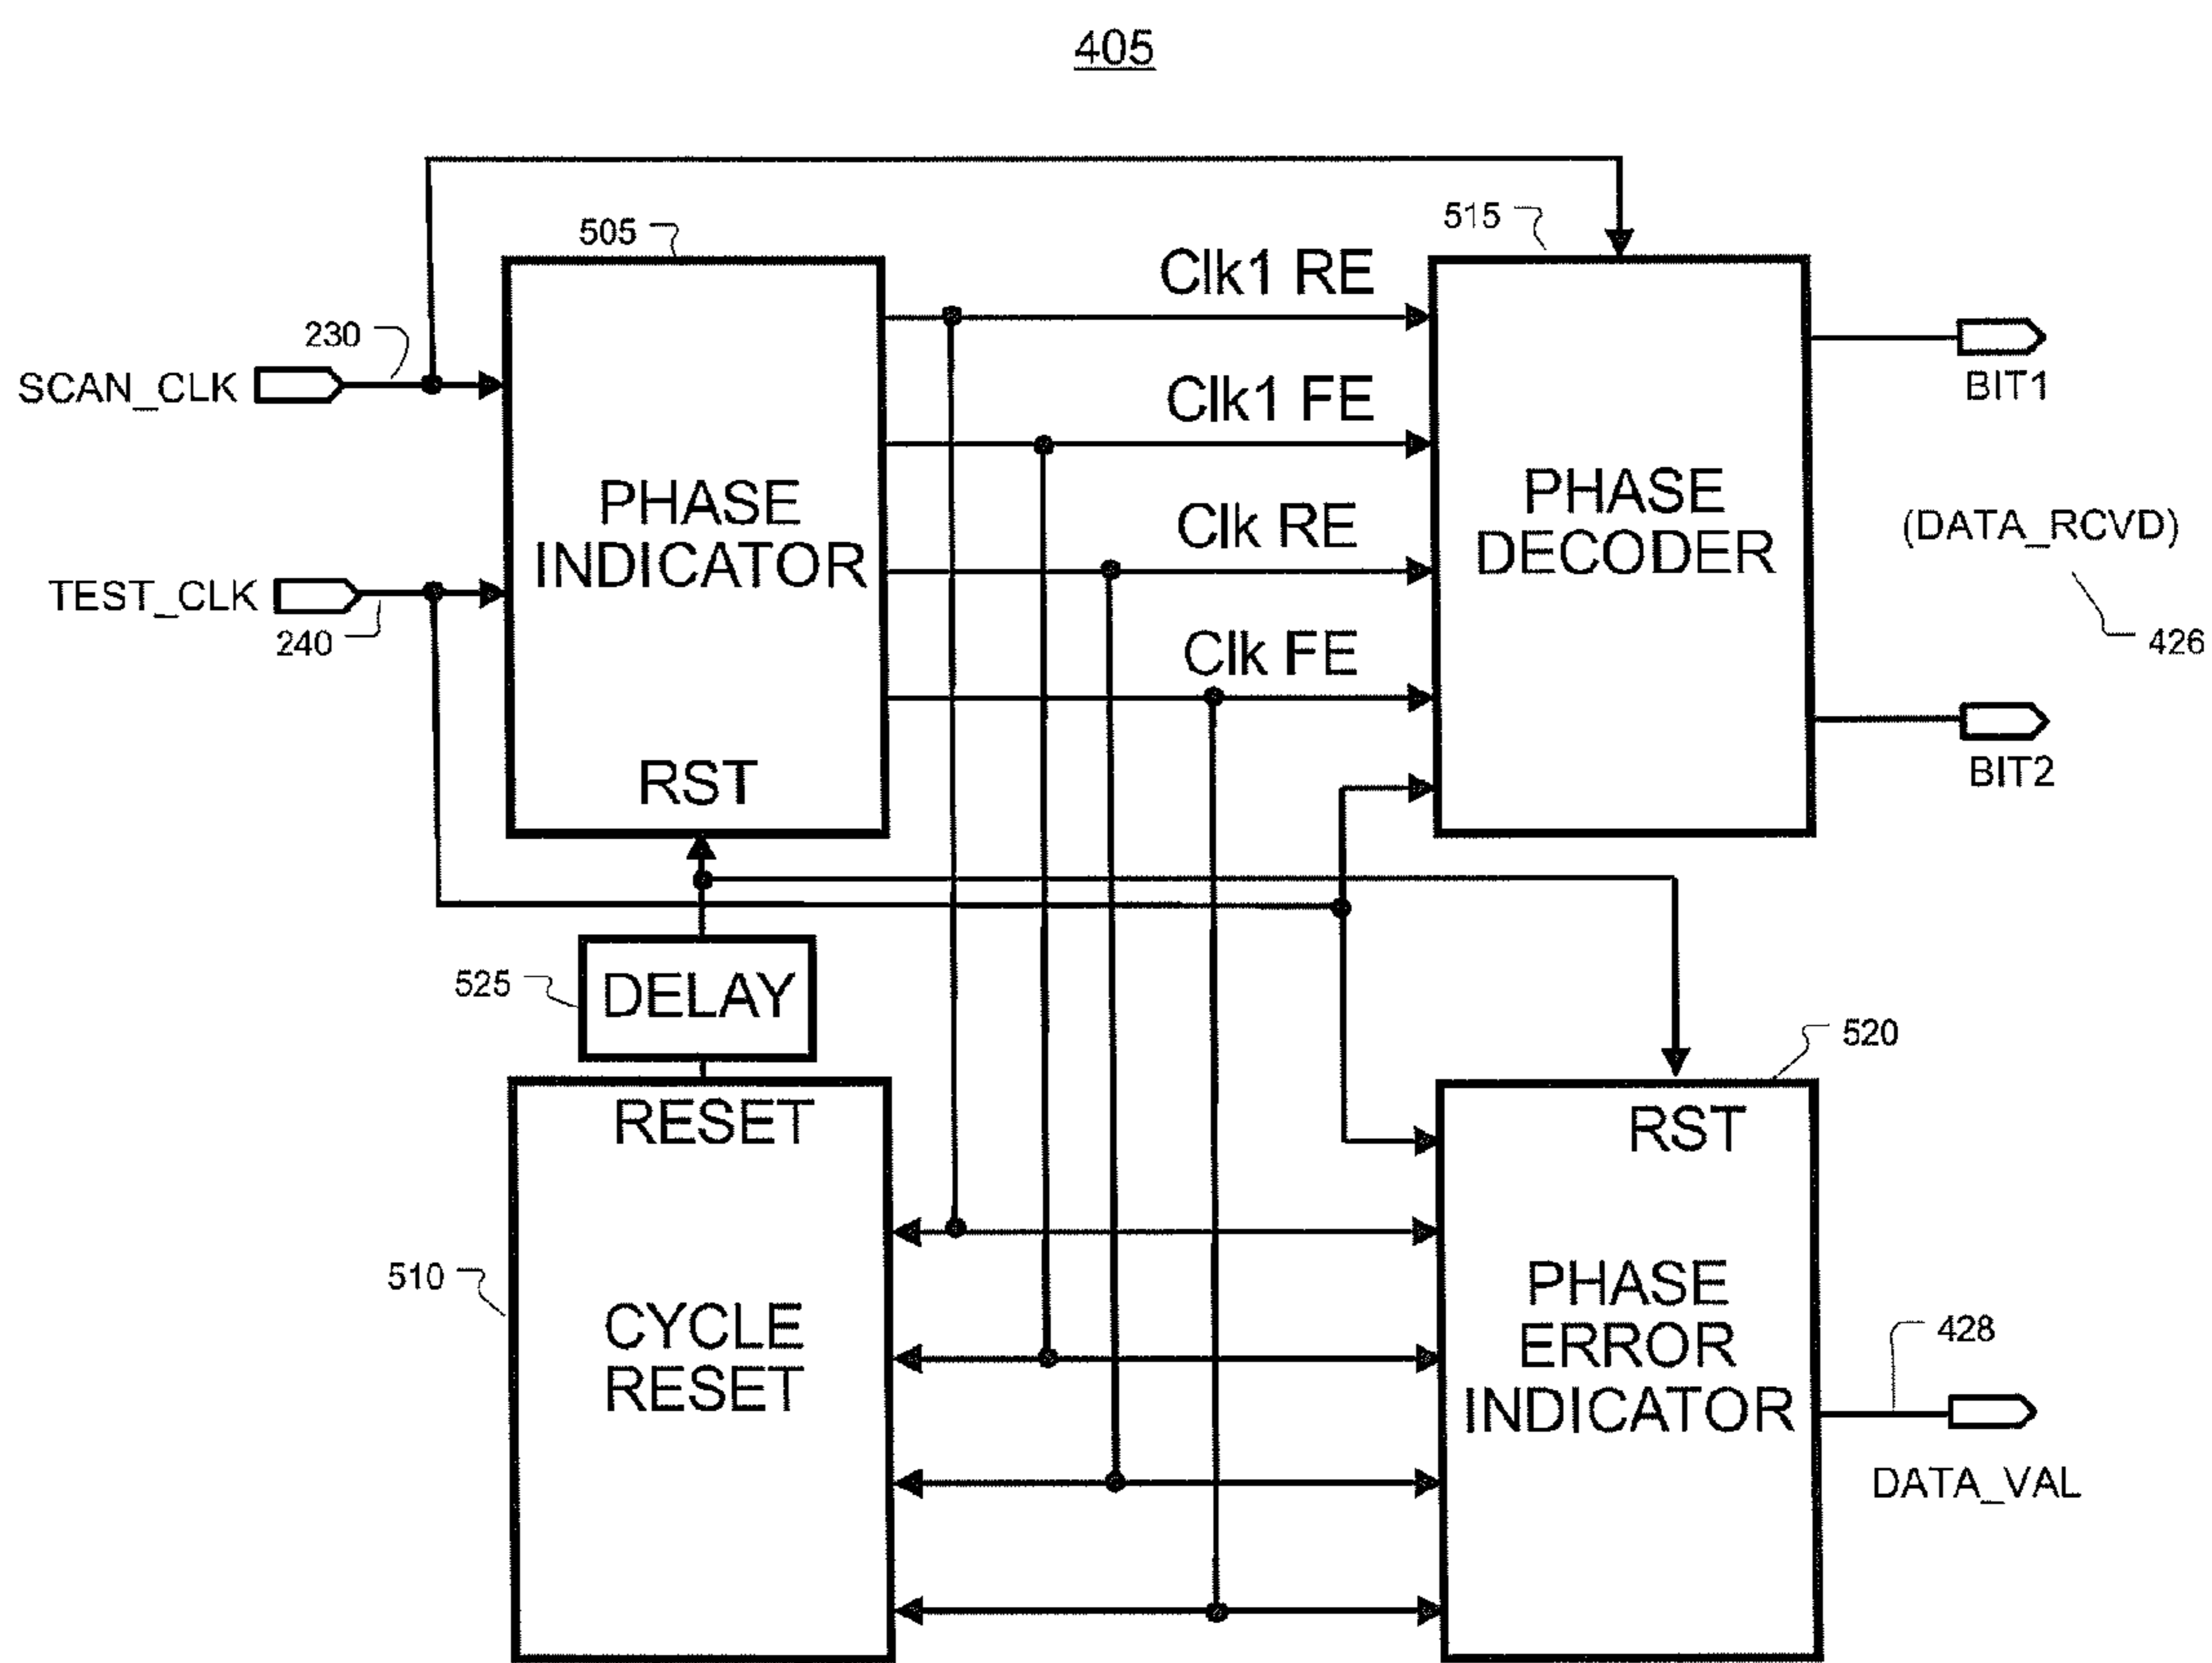 405
505
515
Clk1 RE
230
SCAN_CLK
BIT1
Clk1 FE
PHASE
INDICATOR
PHASE
DECODER
Clk RE
(DATA_RCVD)
TEST_CLK
240
426
Clk FE
RST
BIT2
525
DELAY
520
RESET
RST
510
CYCLE
RESET
PHASE
ERROR
INDICATOR
428
DATA_VAL